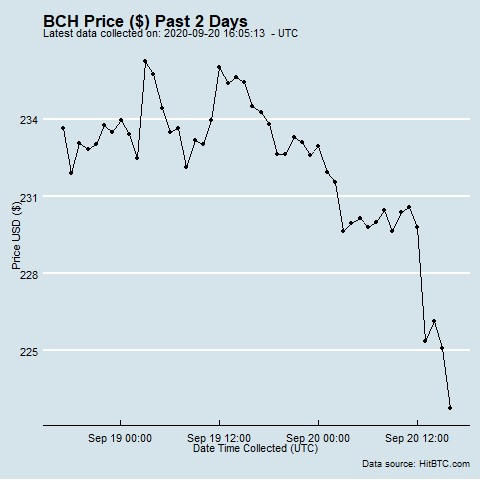 BCH Price ($) Past 2 Days
Latest data collected on: 2020-09-20 16:05:13 - UTC
234
231
228
225
Price USD ($)
Sep 19 00:00 Sep 19 12:00 Sep 20 00:00 Sep 20 12:00
Date Time Collected (UTC)
Data source: HitBTC.com